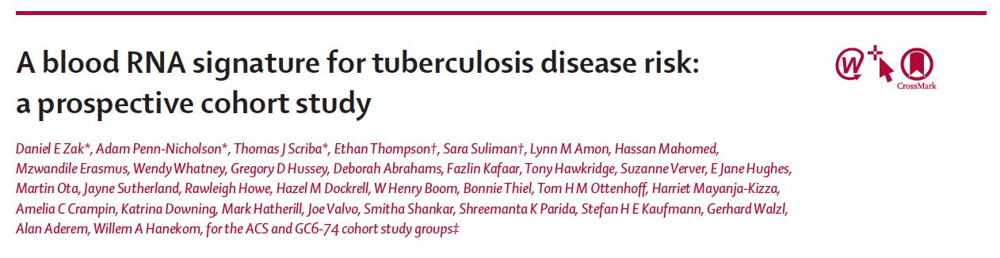 A blood RNA signature for tuberculosis disease risk:
a prospective cohort study
W
CrossMark
Daniel E Zak*, Adam Penn-Nicholson*, Thomas J Scriba*, Ethan Thompson†, Sara Suliman†, Lynn M Amon, Hassan Mahomed,
Mzwandile Erasmus, Wendy Whatney, Gregory D Hussey, Deborah Abrahams, Fazlin Kafaar, Tony Hawkridge, Suzanne Verver, E Jane Hughes,
Martin Ota, Jayne Sutherland, Rawleigh Howe, Hazel M Dockrell, W Henry Boom, Bonnie Thiel, Tom H M Ottenhoff, Harriet Mayanja-Kizza,
Amelia C Crampin, Katrina Downing, Mark Hatherill, Joe Valvo, Smitha Shankar, Shreemanta K Parida, Stefan H E Kaufmann, Gerhard Walzl,
Alan Aderem, Willem A Hanekom, for the ACS and GC6-74 cohort study groups‡